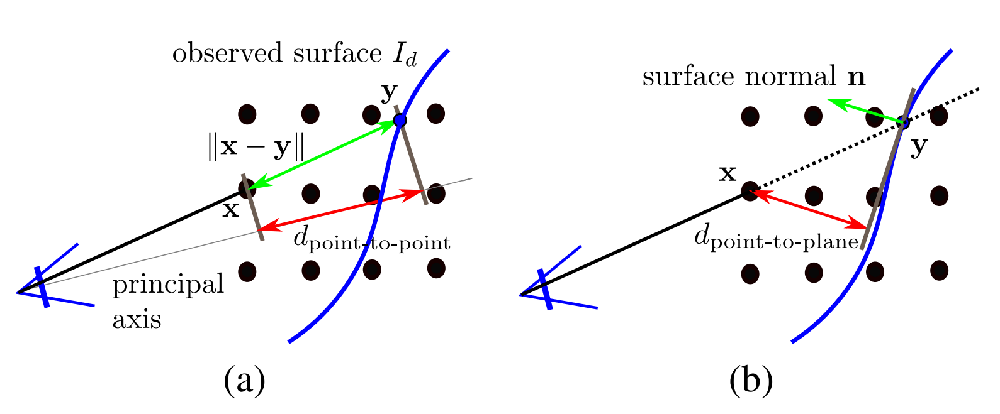 observed surface I_d
y
‖x − y‖
x
d_point-to-point
principal
axis
(a)
surface normal n
y
x
d_point-to-plane
(b)